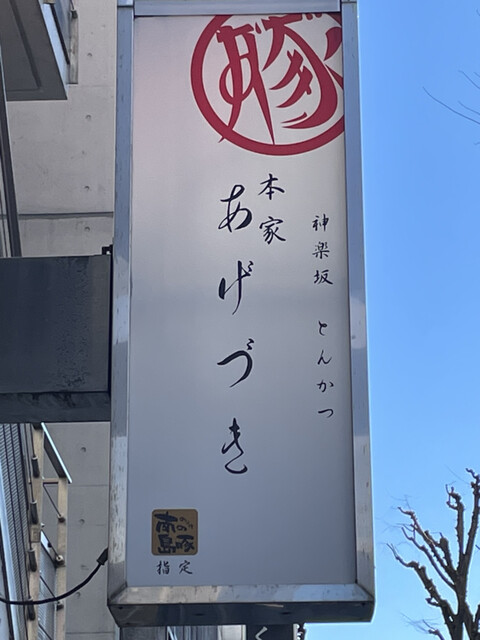 豚
神楽坂 とんかつ
本家
あげづき
南の
島豚
指定
く